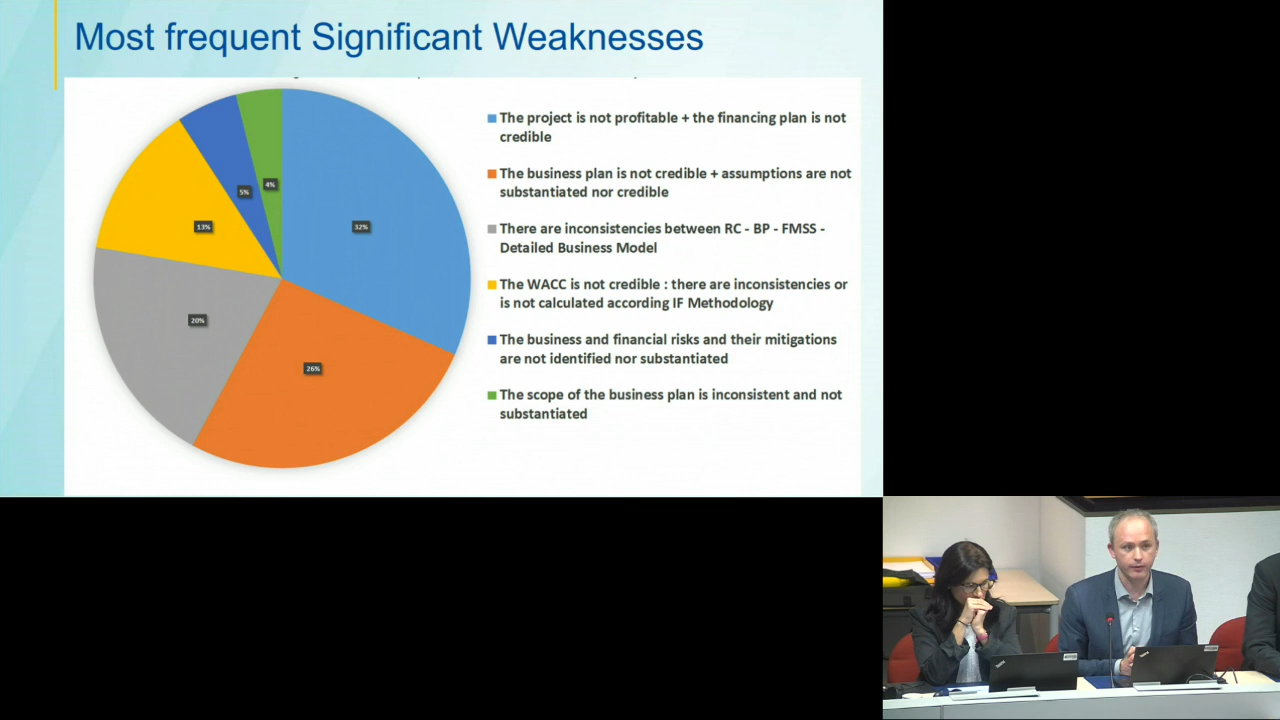 Most frequent Significant Weaknesses
4%
5%
13%
32%
20%
26%
The project is not profitable + the financing plan is not
credible
The business plan is not credible + assumptions are not
substantiated nor credible
There are inconsistencies between RC - BP - FMSS -
Detailed Business Model
The WACC is not credible : there are inconsistencies or
is not calculated according IF Methodology
The business and financial risks and their mitigations
are not identified nor substantiated
The scope of the business plan is inconsistent and not
substantiated